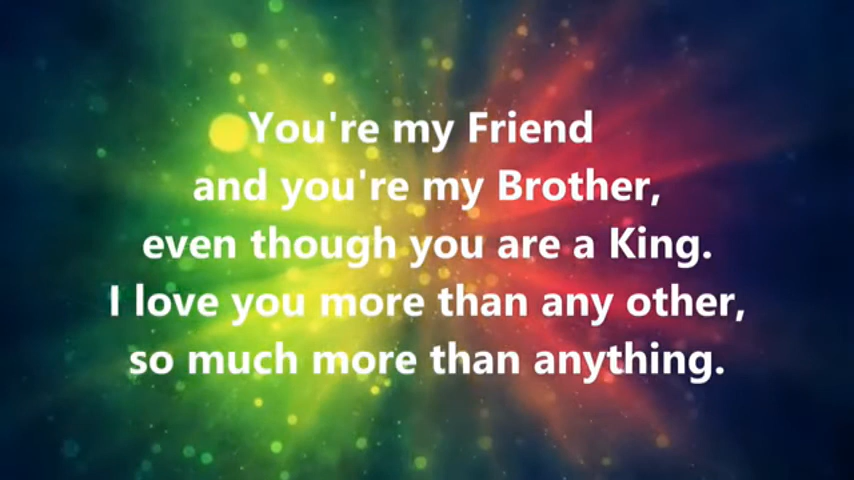 You're my Friend
and you're my Brother,
even though you are a King.
I love you more than any other,
so much more than anything.